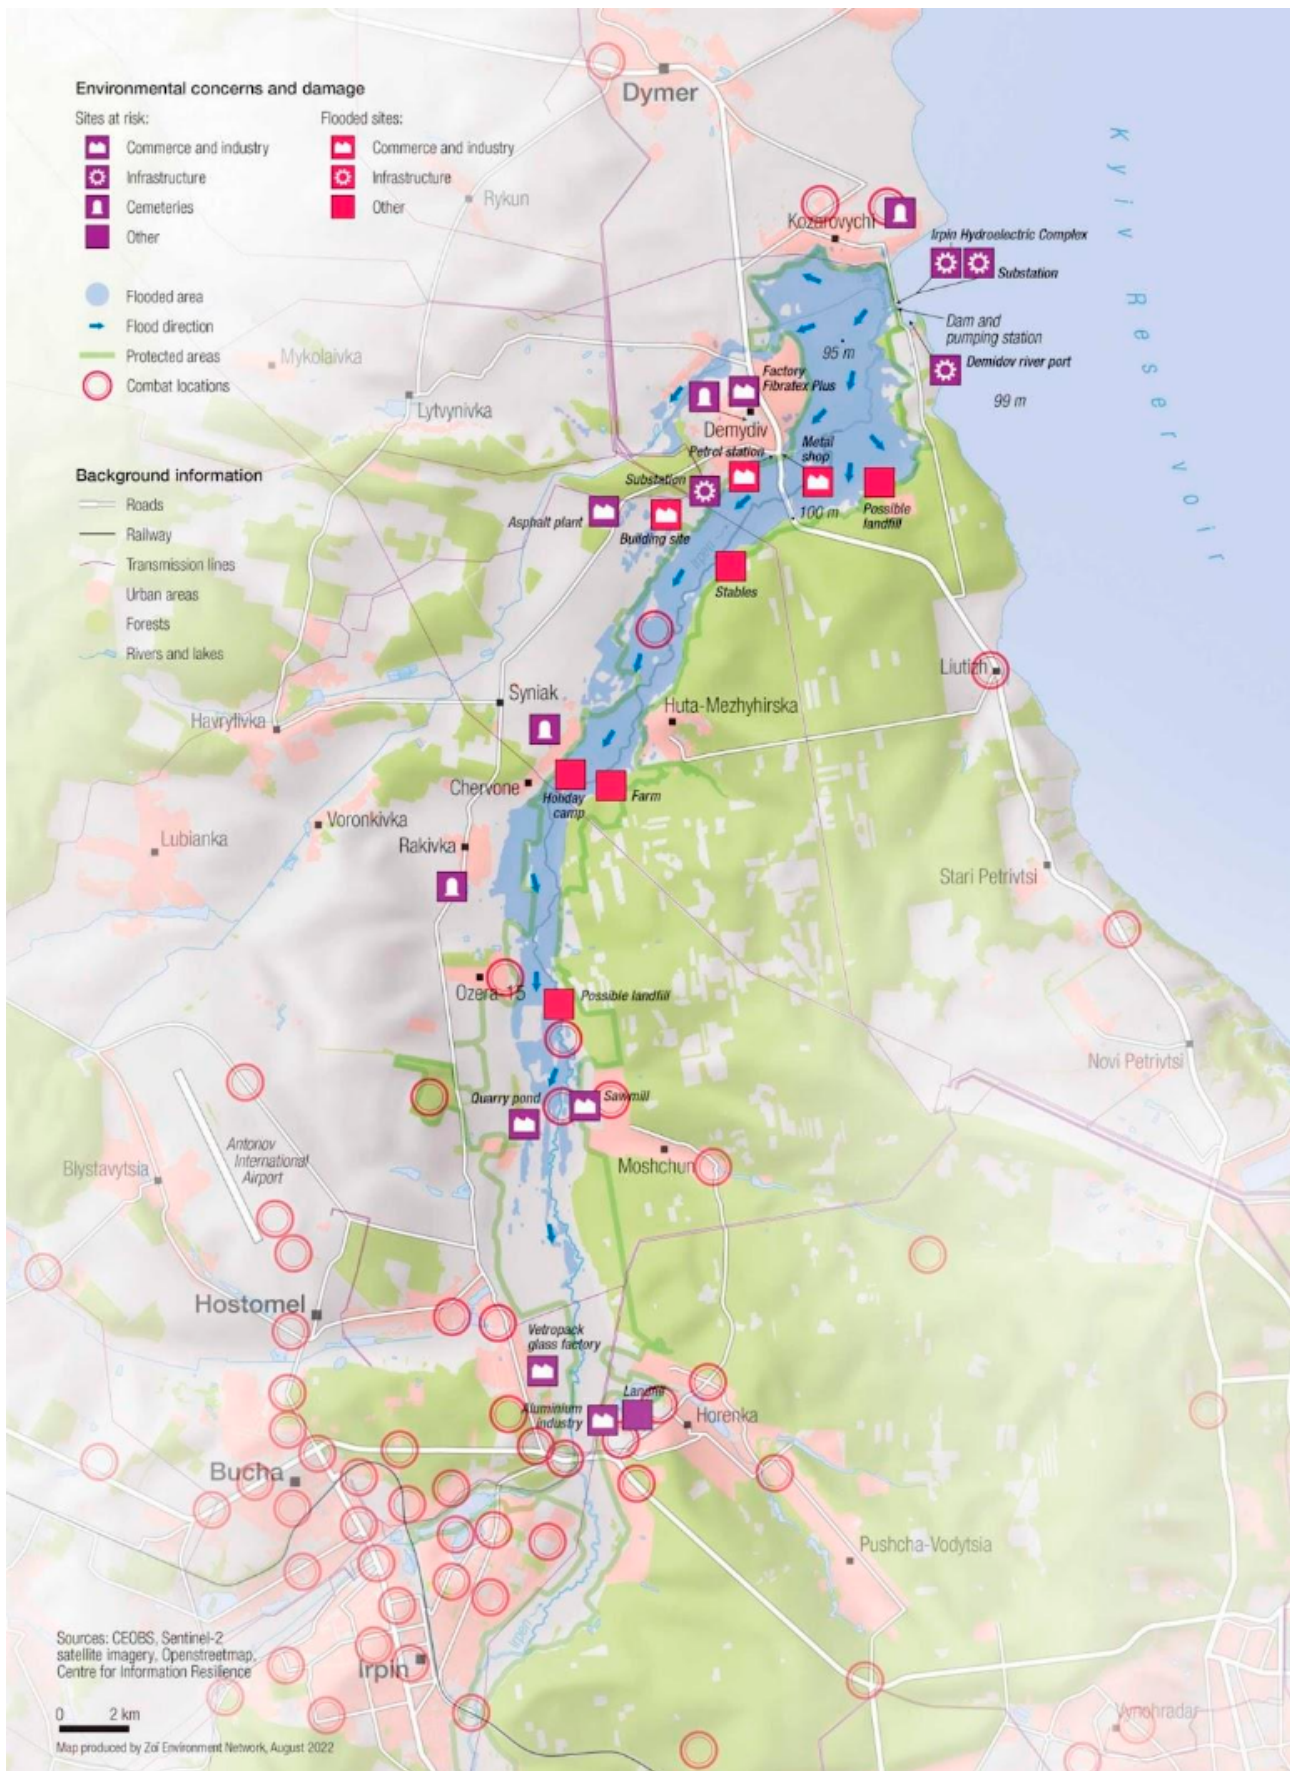 Environmental concerns and damage
Sites at risk:
Commerce and industry
Infrastructure
Cemeteries
Other
Flooded sites:
Commerce and industry
Infrastructure
Other
Flooded area
Flood direction
Protected areas
Combat locations
Background information
Roads
Railway
Transmission lines
Urban areas
Forests
Rivers and lakes
Dymer
Rykun
Kozarovychi
Irpin Hydroelectric Complex
Substation
Dam and
pumping station
Demidov river port
99 m
95 m
Kyiv Reservoir
Mykolaivka
Lytvynivka
Factory
Fibratex Plus
Demydiv
Petrol station
Metal
shop
Substation
Asphalt plant
Building site
100 m
Possible
landfill
Irpen
Stables
Liutizh
Syniak
Huta-Mezhyhirska
Havrylivka
Chervone
Holiday
camp
Farm
Voronkivka
Lubianka
Rakivka
Stari Petrivtsi
Ozera-15
Possible landfill
Novi Petrivtsi
Quarry pond
Sawmill
Antonov
International
Airport
Blystavytsia
Moshchun
Hostomel
Vetropack
glass factory
Landfill
Aluminium
industry
Horenka
Bucha
Pushcha-Vodytsia
Irpen
Irpin
Vynohradar
Sources: CEOBS, Sentinel-2
satellite imagery, Openstreetmap,
Centre for Information Resilience
0 2 km
Map produced by Zoï Environment Network, August 2022